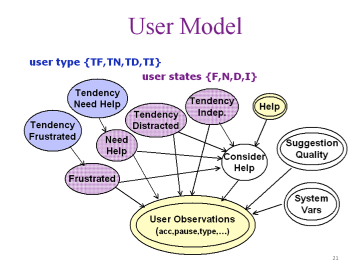 User Model
user type {TF,TN,TD,TI}
user states {F,N,D,I}
Tendency
Need Help
Tendency
Indep.
Help
Tendency
Distracted
Tendency
Frustrated
Need
Help
Suggestion
Quality
Consider
Help
Frustrated
System
Vars
User Observations
(acc,pause,type,...)
21